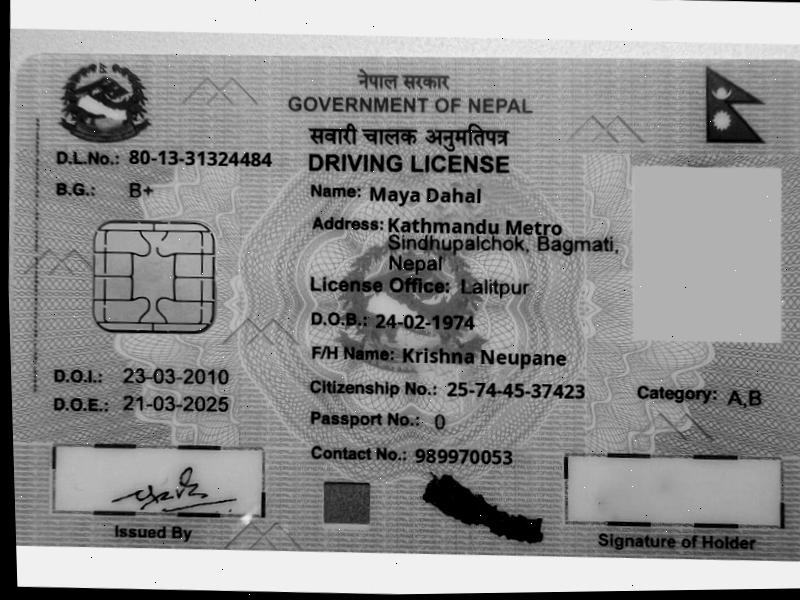 नेपाल सरकार
GOVERNMENT OF NEPAL
सवारी चालक अनुमतिपत्र
DRIVING LICENSE
D.L.No.: 80-13-31324484
B.G.: B+
Name: Maya Dahal
Address: Kathmandu Metro
Sindhupalchok, Bagmati,
Nepal
License Office: Lalitpur
D.O.B.: 24-02-1974
F/H Name: Krishna Neupane
D.O.I.: 23-03-2010
D.O.E.: 21-03-2025
Citizenship No.: 25-74-45-37423
Category: A,B
Passport No.: 0
Contact No.: 989970053
Issued By
Signature of Holder